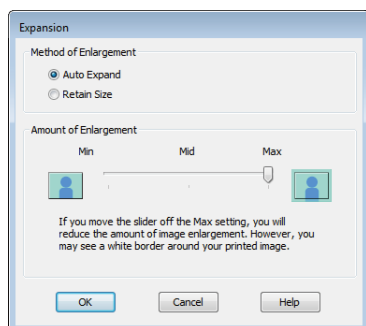 Expansion
Method of Enlargement
Auto Expand
Retain Size
Amount of Enlargement
Min Mid Max
If you move the slider off the Max setting, you will
reduce the amount of image enlargement. However, you
may see a white border around your printed image.
OK Cancel Help